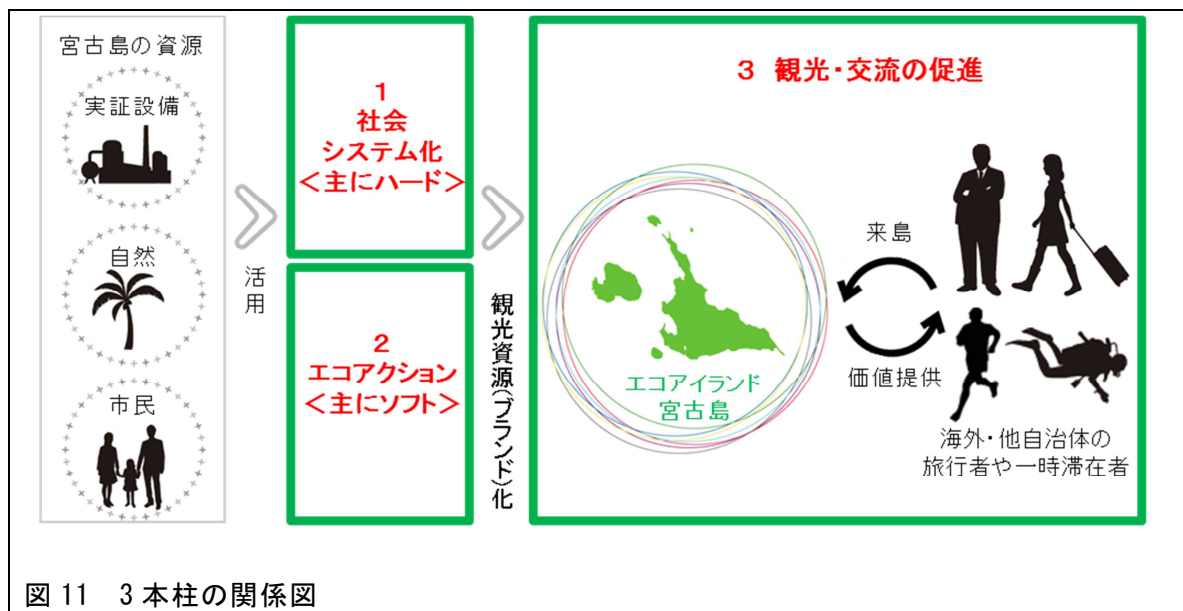 宮古島の資源
実証設備
自然
市民
活用
1
社会
システム化
<主にハード>
2
エコアクション
<主にソフト>
観光資源(ブランド)化
3 観光・交流の促進
エコアイランド
宮古島
来島
価値提供
海外・他自治体の
旅行者や一時滞在者
図 11 3 本柱の関係図